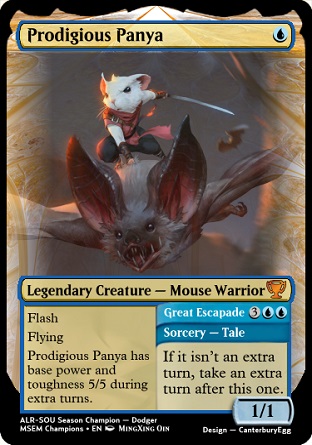 Prodigious Panya
Legendary Creature — Mouse Warrior
Flash
Flying
Prodigious Panya has
base power and
toughness 5/5 during
extra turns.
Great Escapade 3
Sorcery — Tale
If it isn't an extra
turn, take an extra
turn after this one.
1/1
ALR-SOU Season Champion — Dodger
MSEM Champions • EN MingXing Qin
Design — CanterburyEgg